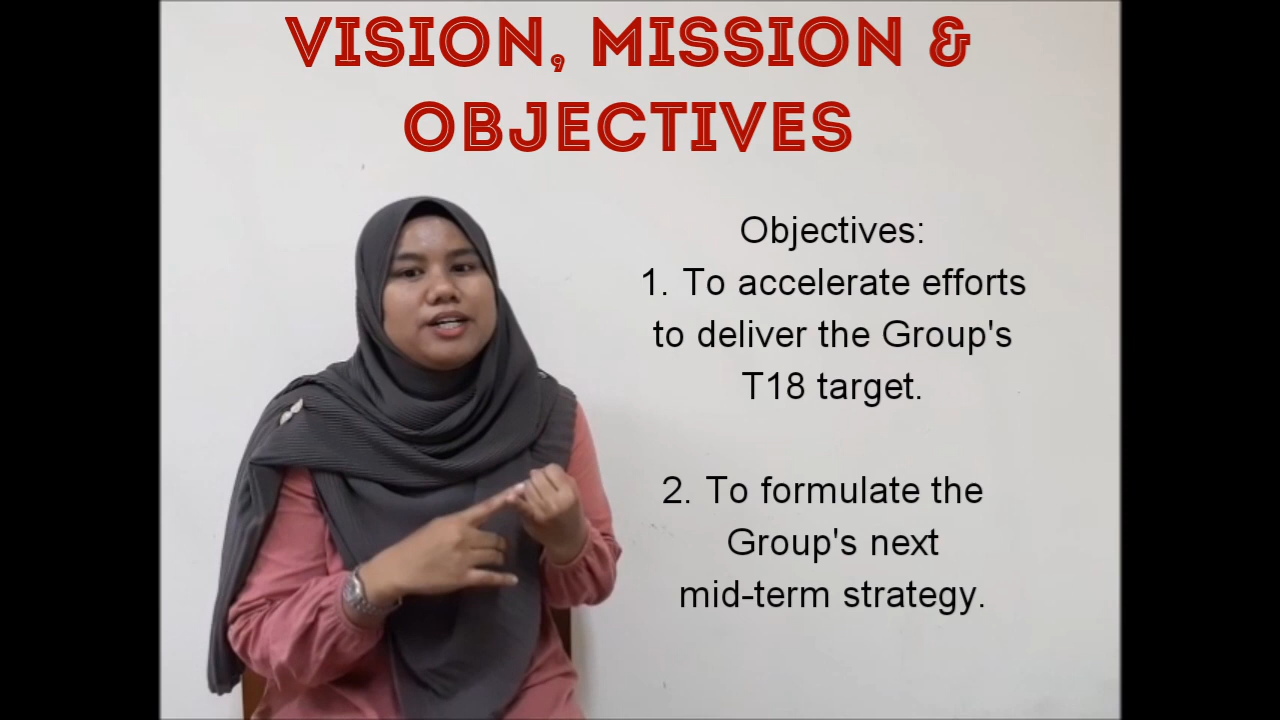 VISION, MISSION &
OBJECTIVES
Objectives:
1. To accelerate efforts
to deliver the Group's
T18 target.
2. To formulate the
Group's next
mid-term strategy.